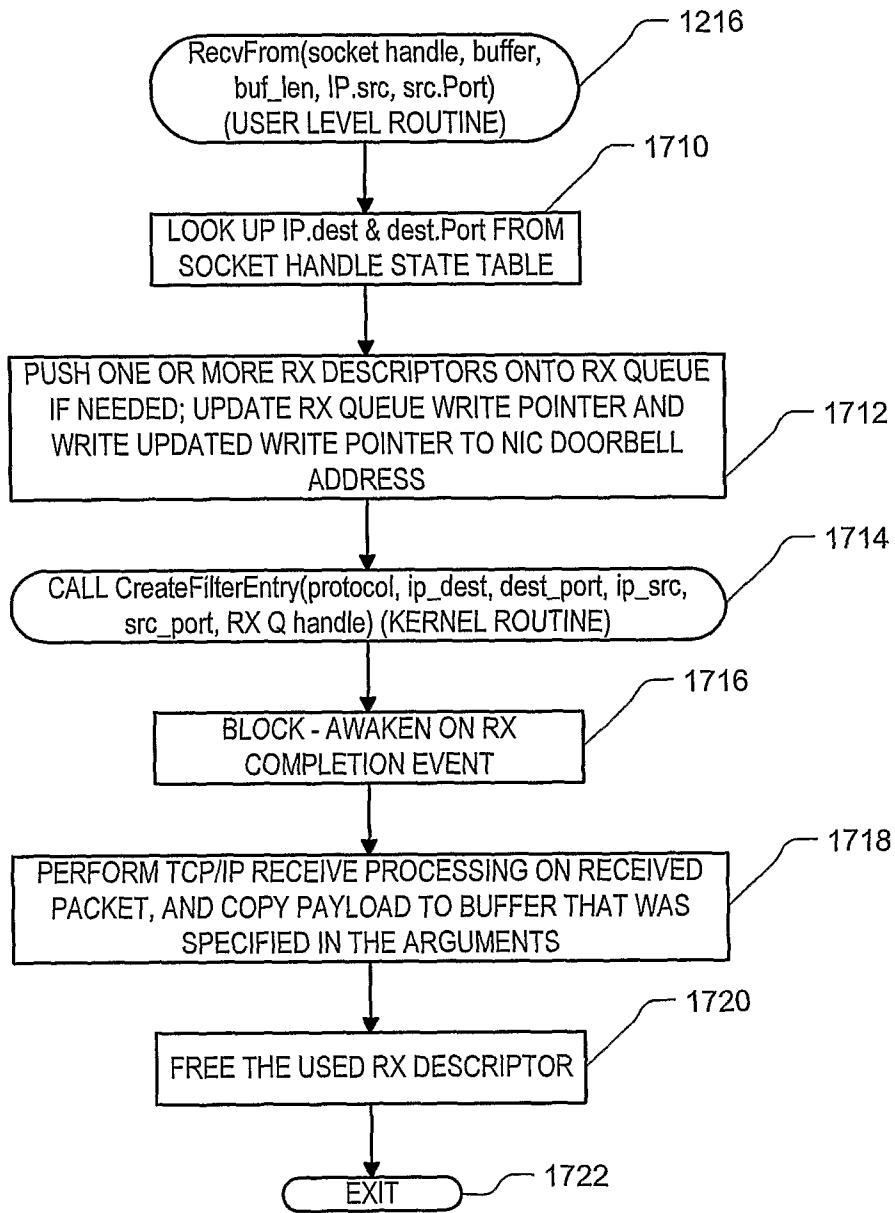 RecvFrom(socket handle, buffer,
buf_len, IP.src, src.Port)
(USER LEVEL ROUTINE)
1216
1710
LOOK UP IP.dest & dest.Port FROM
SOCKET HANDLE STATE TABLE
PUSH ONE OR MORE RX DESCRIPTORS ONTO RX QUEUE
IF NEEDED; UPDATE RX QUEUE WRITE POINTER AND
WRITE UPDATED WRITE POINTER TO NIC DOORBELL
ADDRESS
1712
1714
CALL CreateFilterEntry(protocol, ip_dest, dest_port, ip_src,
src_port, RX Q handle) (KERNEL ROUTINE)
1716
BLOCK - AWAKEN ON RX
COMPLETION EVENT
1718
PERFORM TCP/IP RECEIVE PROCESSING ON RECEIVED
PACKET, AND COPY PAYLOAD TO BUFFER THAT WAS
SPECIFIED IN THE ARGUMENTS
1720
FREE THE USED RX DESCRIPTOR
EXIT
1722